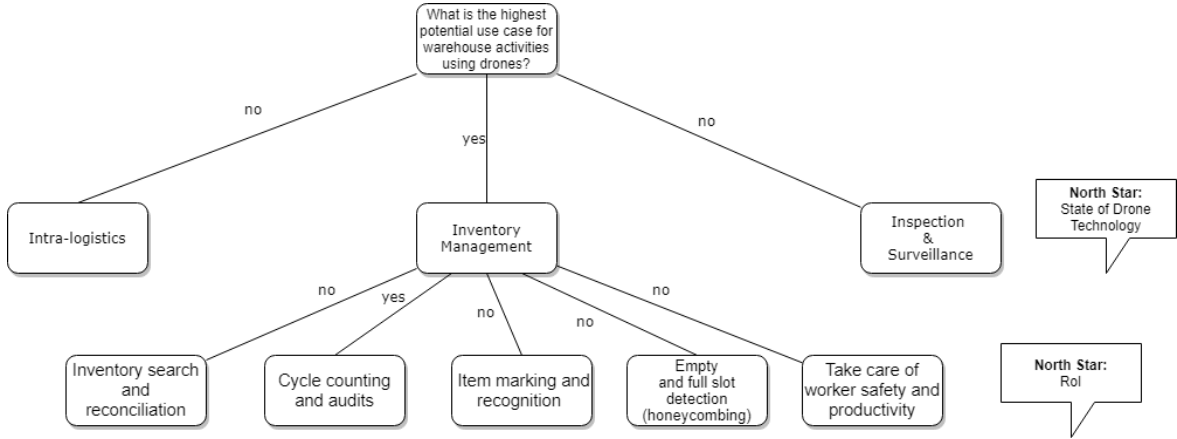 What is the highest
potential use case for
warehouse activities
using drones?
no
yes
no
Intra-logistics
Inventory
Management
Inspection
&
Surveillance
North Star:
State of Drone
Technology
no
yes
no
no
no
Inventory search
and
reconciliation
Cycle counting
and audits
Item marking and
recognition
Empty
and full slot
detection
(honeycombing)
Take care of
worker safety and
productivity
North Star:
RoI